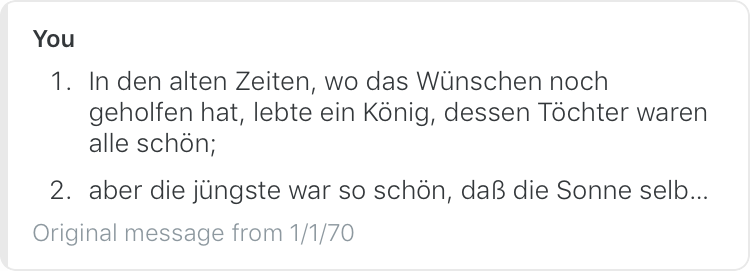 You
1. In den alten Zeiten, wo das Wünschen noch
geholfen hat, lebte ein König, dessen Töchter waren
alle schön;
2. aber die jüngste war so schön, daß die Sonne selb...
Original message from 1/1/70